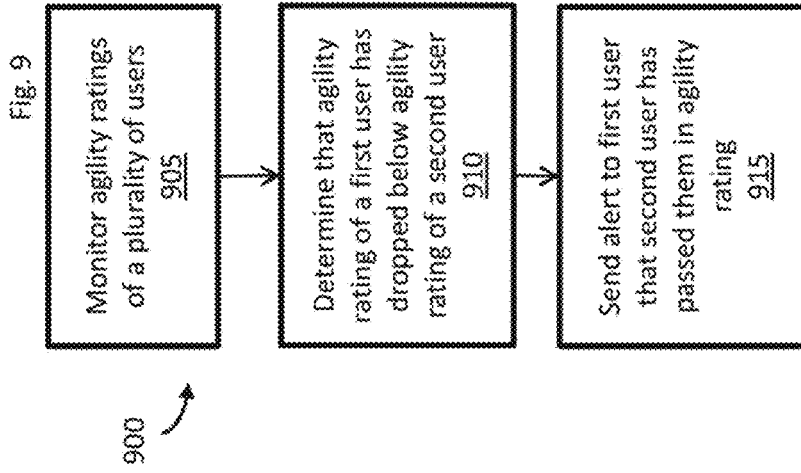 Fig. 9
900
Monitor agility ratings
of a plurality of users
905
Determine that agility
rating of a first user has
dropped below agility
rating of a second user
910
Send alert to first user
that second user has
passed them in agility
rating
915